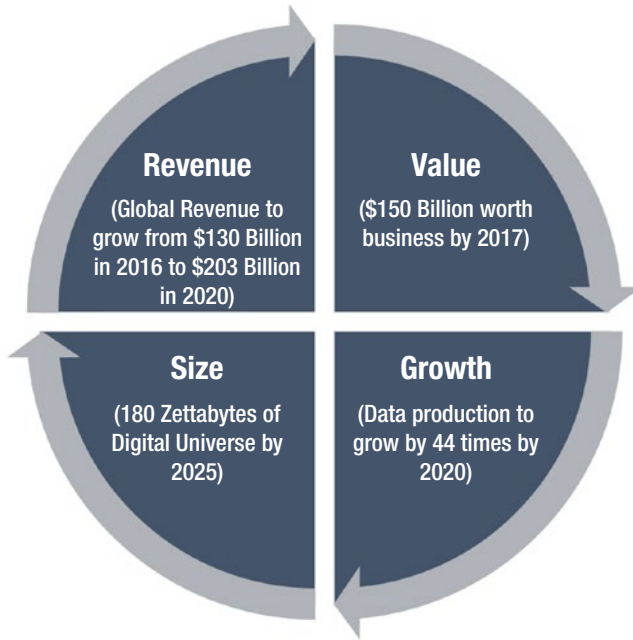 Revenue
(Global Revenue to
grow from $130 Billion
in 2016 to $203 Billion
in 2020)
Value
($150 Billion worth
business by 2017)
Size
(180 Zettabytes of
Digital Universe by
2025)
Growth
(Data production to
grow by 44 times by
2020)